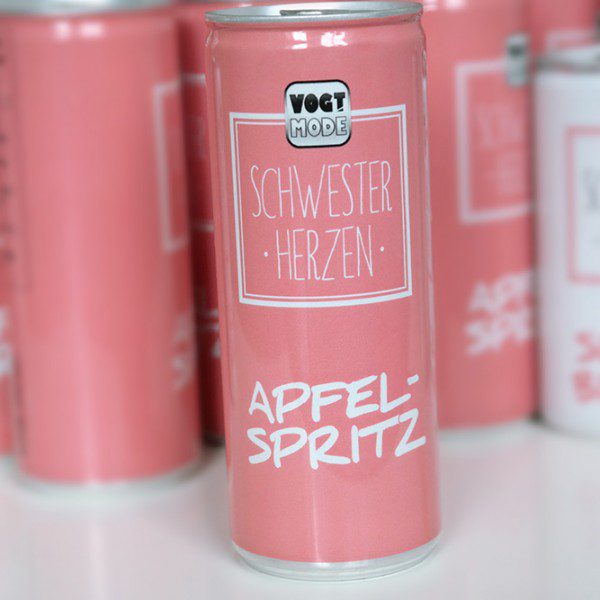 VOGT
MODE
SCHWESTER
· HERZEN ·
APFEL-
SPRITZ